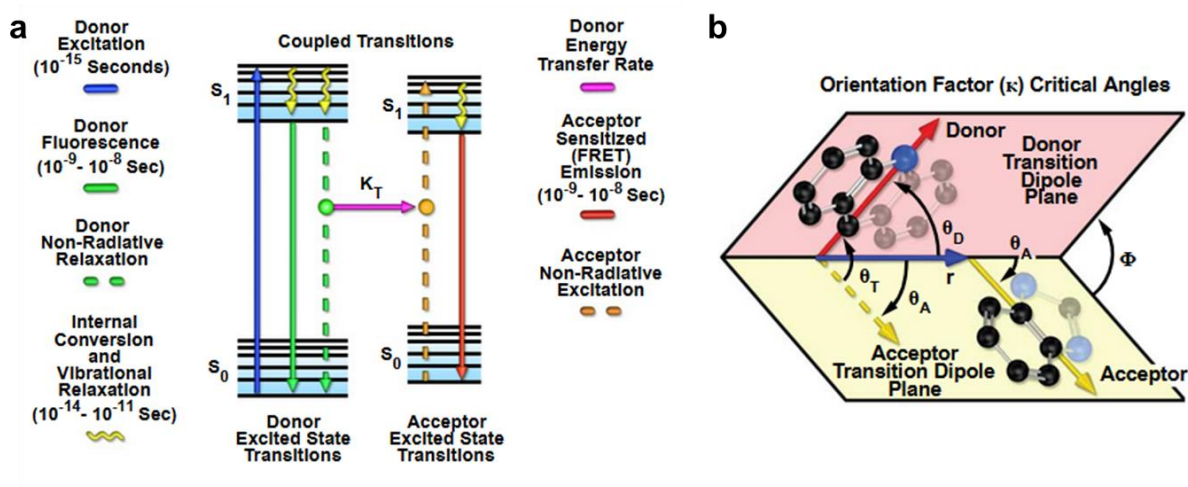 a
Donor
Excitation
(10⁻¹⁵ Seconds)
Donor
Fluorescence
(10⁻⁹- 10⁻⁸ Sec)
Donor
Non-Radiative
Relaxation
Internal
Conversion
and
Vibrational
Relaxation
(10⁻¹⁴- 10⁻¹¹ Sec)
Coupled Transitions
S₁
S₁
K_T
S₀
S₀
Donor
Excited State
Transitions
Acceptor
Excited State
Transitions
Donor
Energy
Transfer Rate
Acceptor
Sensitized
(FRET)
Emission
(10⁻⁹- 10⁻⁸ Sec)
Acceptor
Non-Radiative
Excitation
b
Orientation Factor (κ) Critical Angles
Donor
Donor
Transition
Dipole
Plane
θ_D
θ_A
Φ
θ_T
r
θ_A
Acceptor
Transition Dipole
Plane
Acceptor